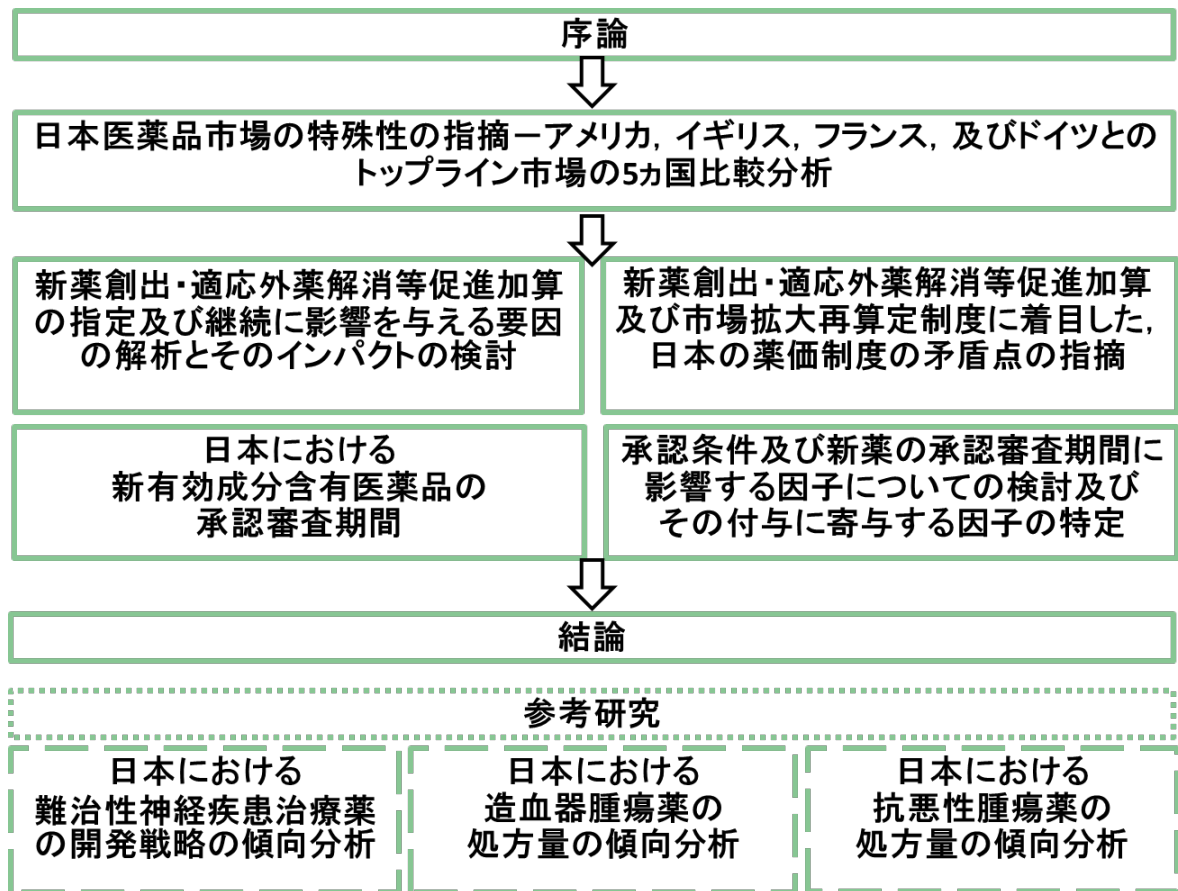 序論
日本医薬品市場の特殊性の指摘－アメリカ, イギリス, フランス, 及びドイツとの
トップライン市場の5ヵ国比較分析
新薬創出・適応外薬解消等促進加算
の指定及び継続に影響を与える要因
の解析とそのインパクトの検討
新薬創出・適応外薬解消等促進加算
及び市場拡大再算定制度に着目した,
日本の薬価制度の矛盾点の指摘
日本における
新有効成分含有医薬品の
承認審査期間
承認条件及び新薬の承認審査期間に
影響する因子についての検討及び
その付与に寄与する因子の特定
結論
参考研究
日本における
難治性神経疾患治療薬
の開発戦略の傾向分析
日本における
造血器腫瘍薬の
処方量の傾向分析
日本における
抗悪性腫瘍薬の
処方量の傾向分析